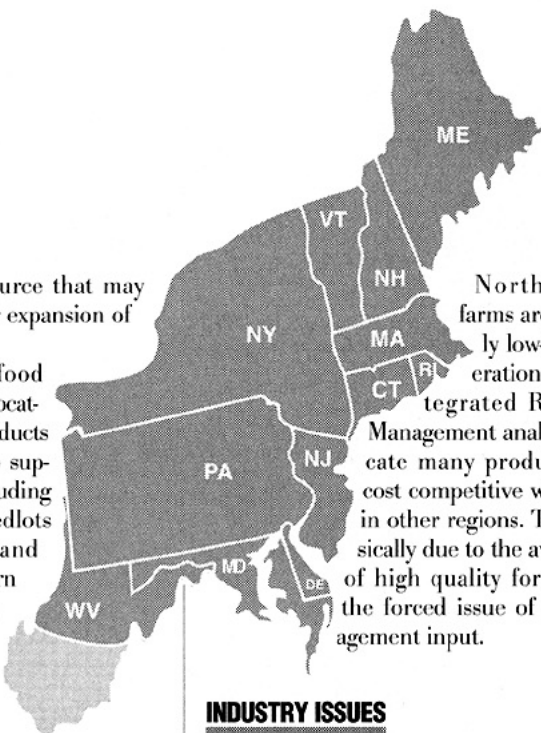 ME
VT
NH
NY
MA
RI
CT
PA
NJ
MD
DE
WV
urce that may
expansion of
food
ocat-
ducts
sup-
uding
edlots
and
rn
North
farms are
ly low-
eration
tegrated R
Management anal
cate many produ
cost competitive w
in other regions. T
sically due to the av
of high quality for
the forced issue of
agement input.
INDUSTRY ISSUES